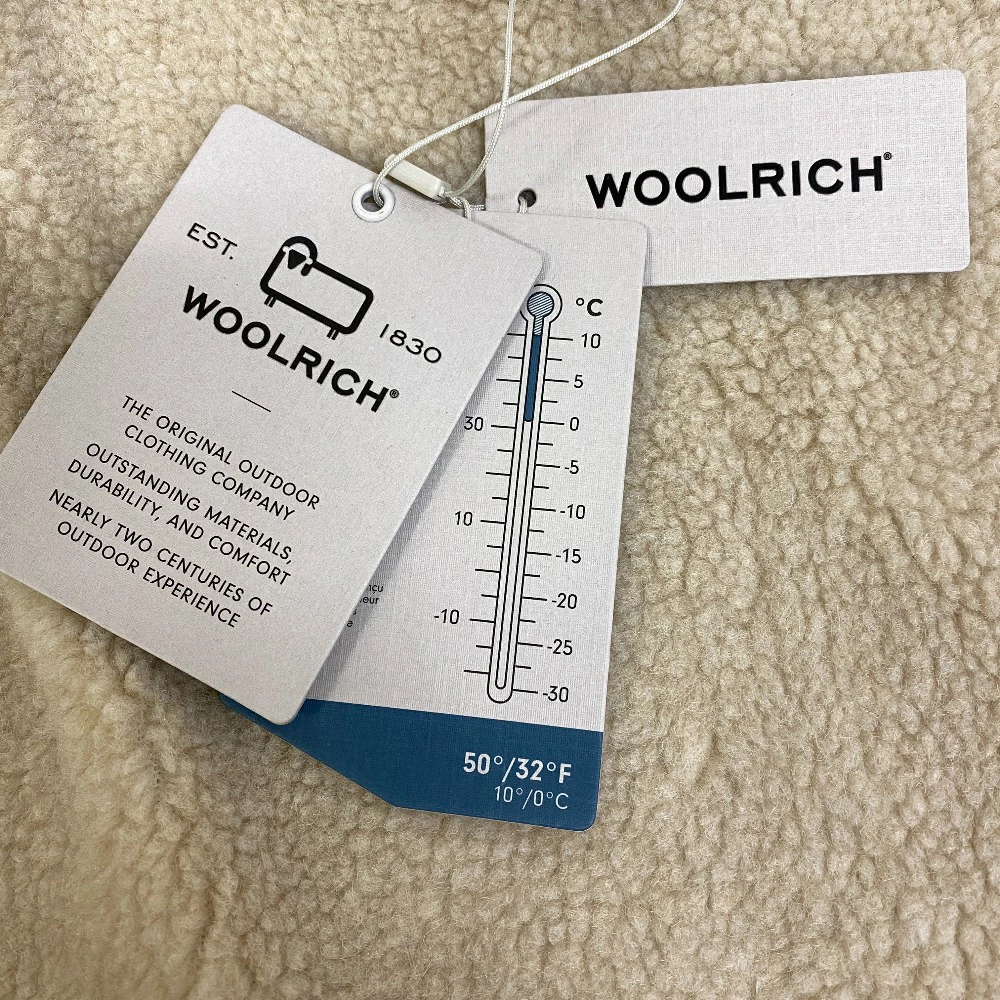 EST.
1830
WOOLRICH®
THE ORIGINAL OUTDOOR
CLOTHING COMPANY
OUTSTANDING MATERIALS,
DURABILITY, AND COMFORT
NEARLY TWO CENTURIES OF
OUTDOOR EXPERIENCE
WOOLRICH®
°C
10
5
30 0
-5
10 -10
-15
-20
-10 -25
-30
50°/32°F
10°/0°C